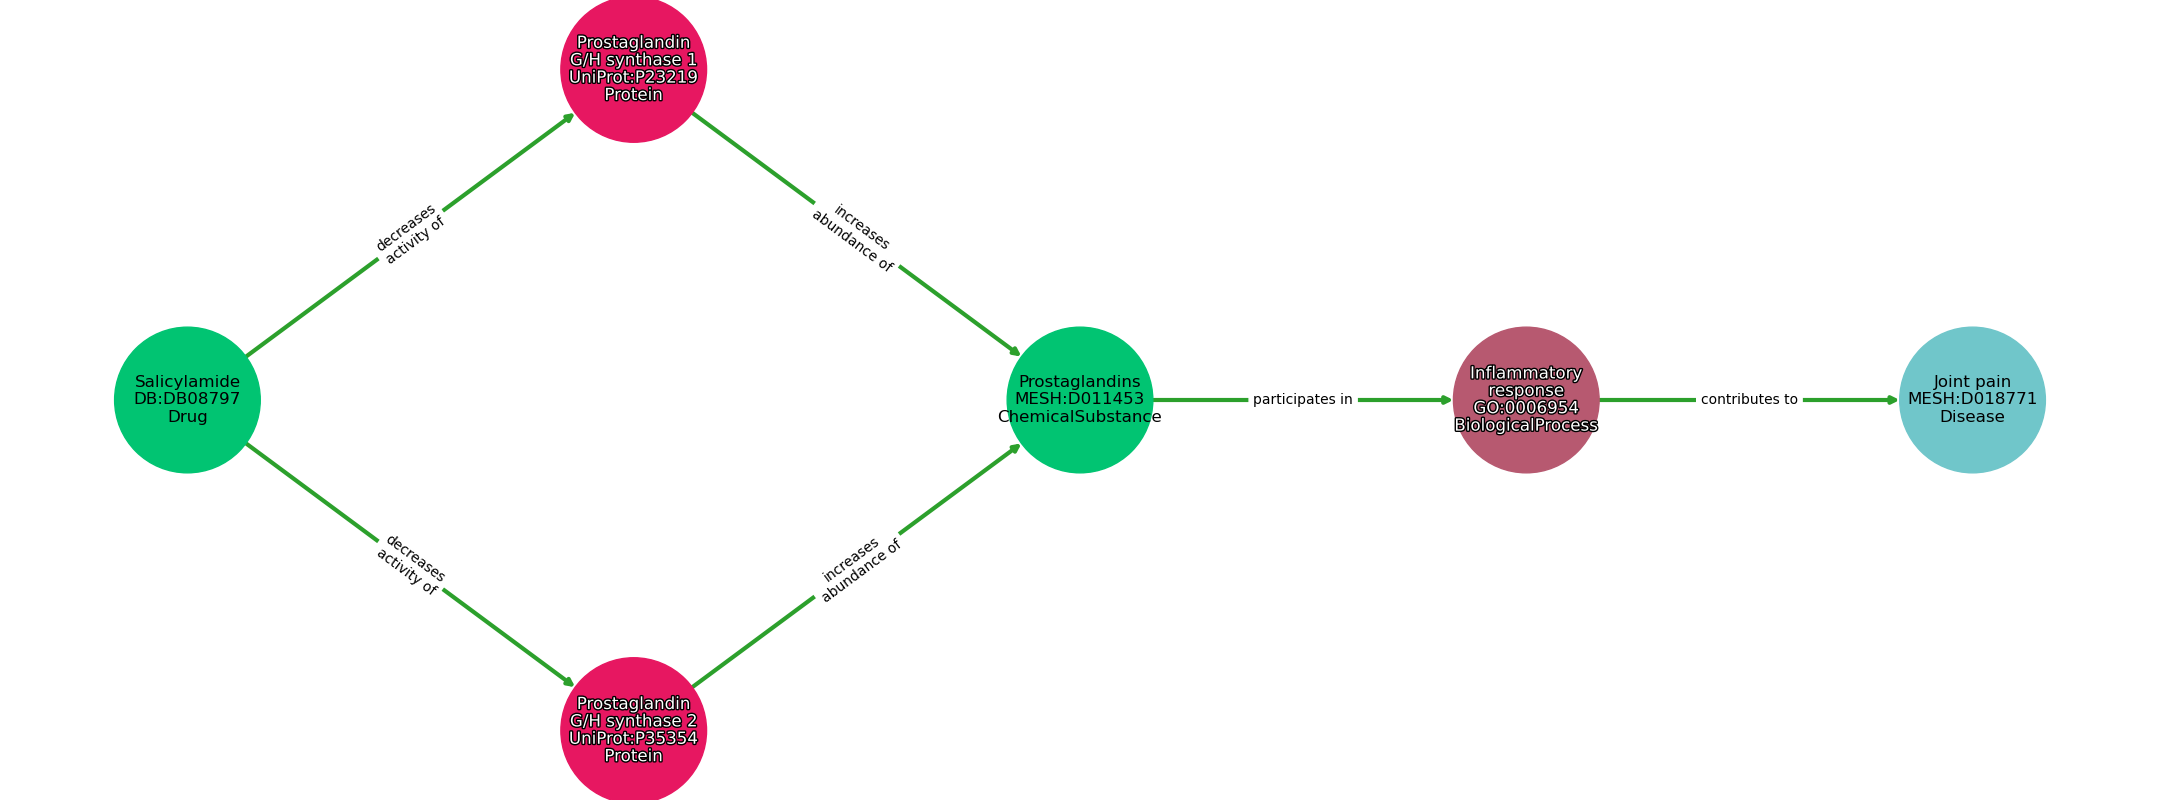 Prostaglandin
G/H synthase 1
UniProt:P23219
Protein
decreases
activity of
increases
abundance of
Salicylamide
DB:DB08797
Drug
Prostaglandins
MESH:D011453
ChemicalSubstance
participates in
Inflammatory
response
GO:0006954
BiologicalProcess
contributes to
Joint pain
MESH:D018771
Disease
decreases
activity of
increases
abundance of
Prostaglandin
G/H synthase 2
UniProt:P35354
Protein